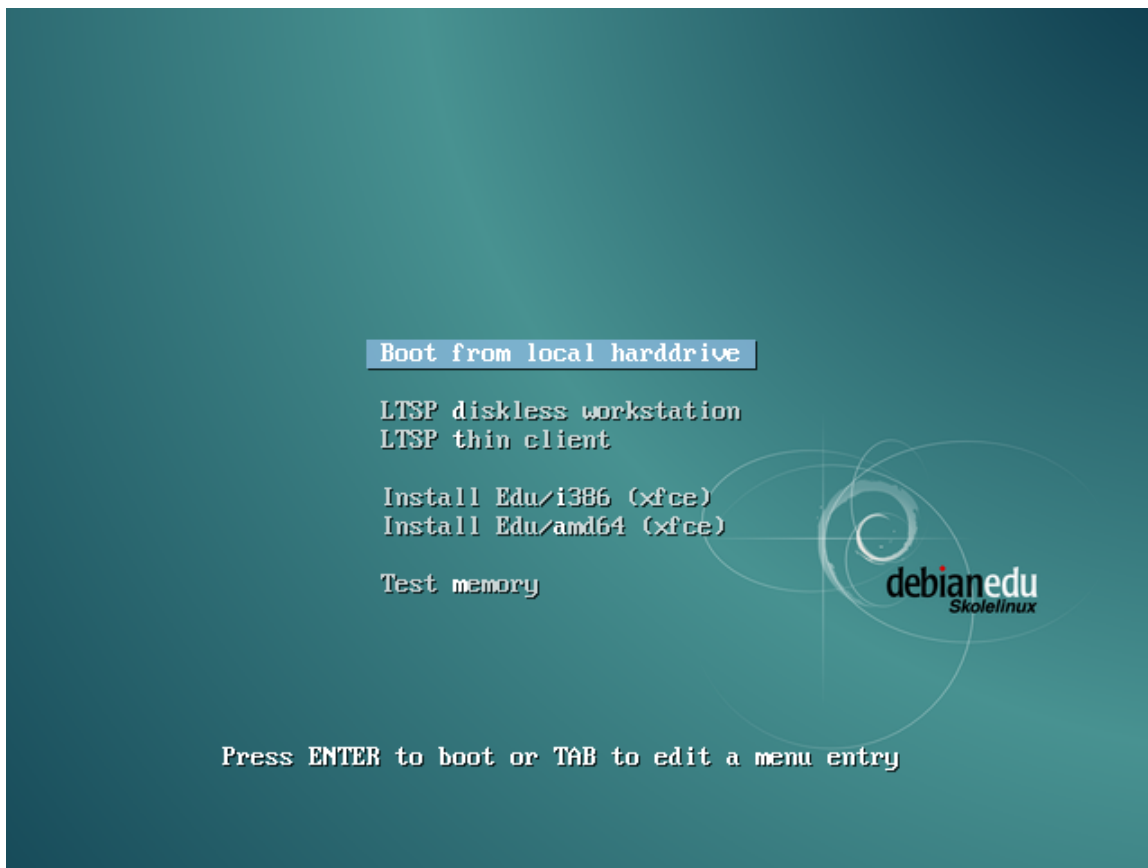 Boot from local harddrive
LTSP diskless workstation
LTSP thin client
Install Edu/i386 (xfce)
Install Edu/amd64 (xfce)
Test memory
debianedu
Skolelinux
Press ENTER to boot or TAB to edit a menu entry